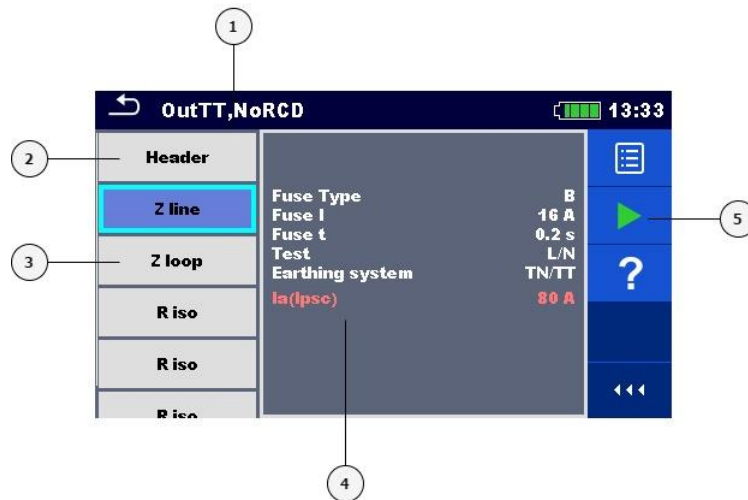 1
OutTT,NoRCD 13:33
2
Header
Z line
3
Z loop
R iso
R iso
R iso
Fuse Type B
Fuse I 16 A
Fuse t 0.2 s
Test L/N
Earthing system TN/TT
Ia(Ipsc) 80 A
?
5
4